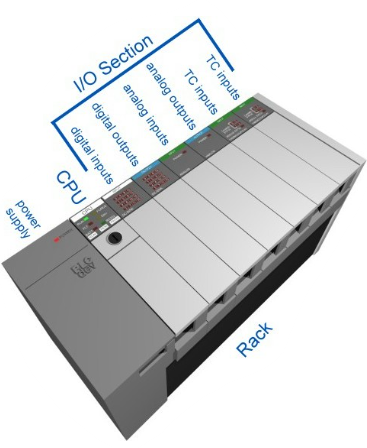 I/O Section
TC inputs
TC inputs
analog outputs
analog inputs
digital outputs
digital inputs
CPU
power
supply
Rack